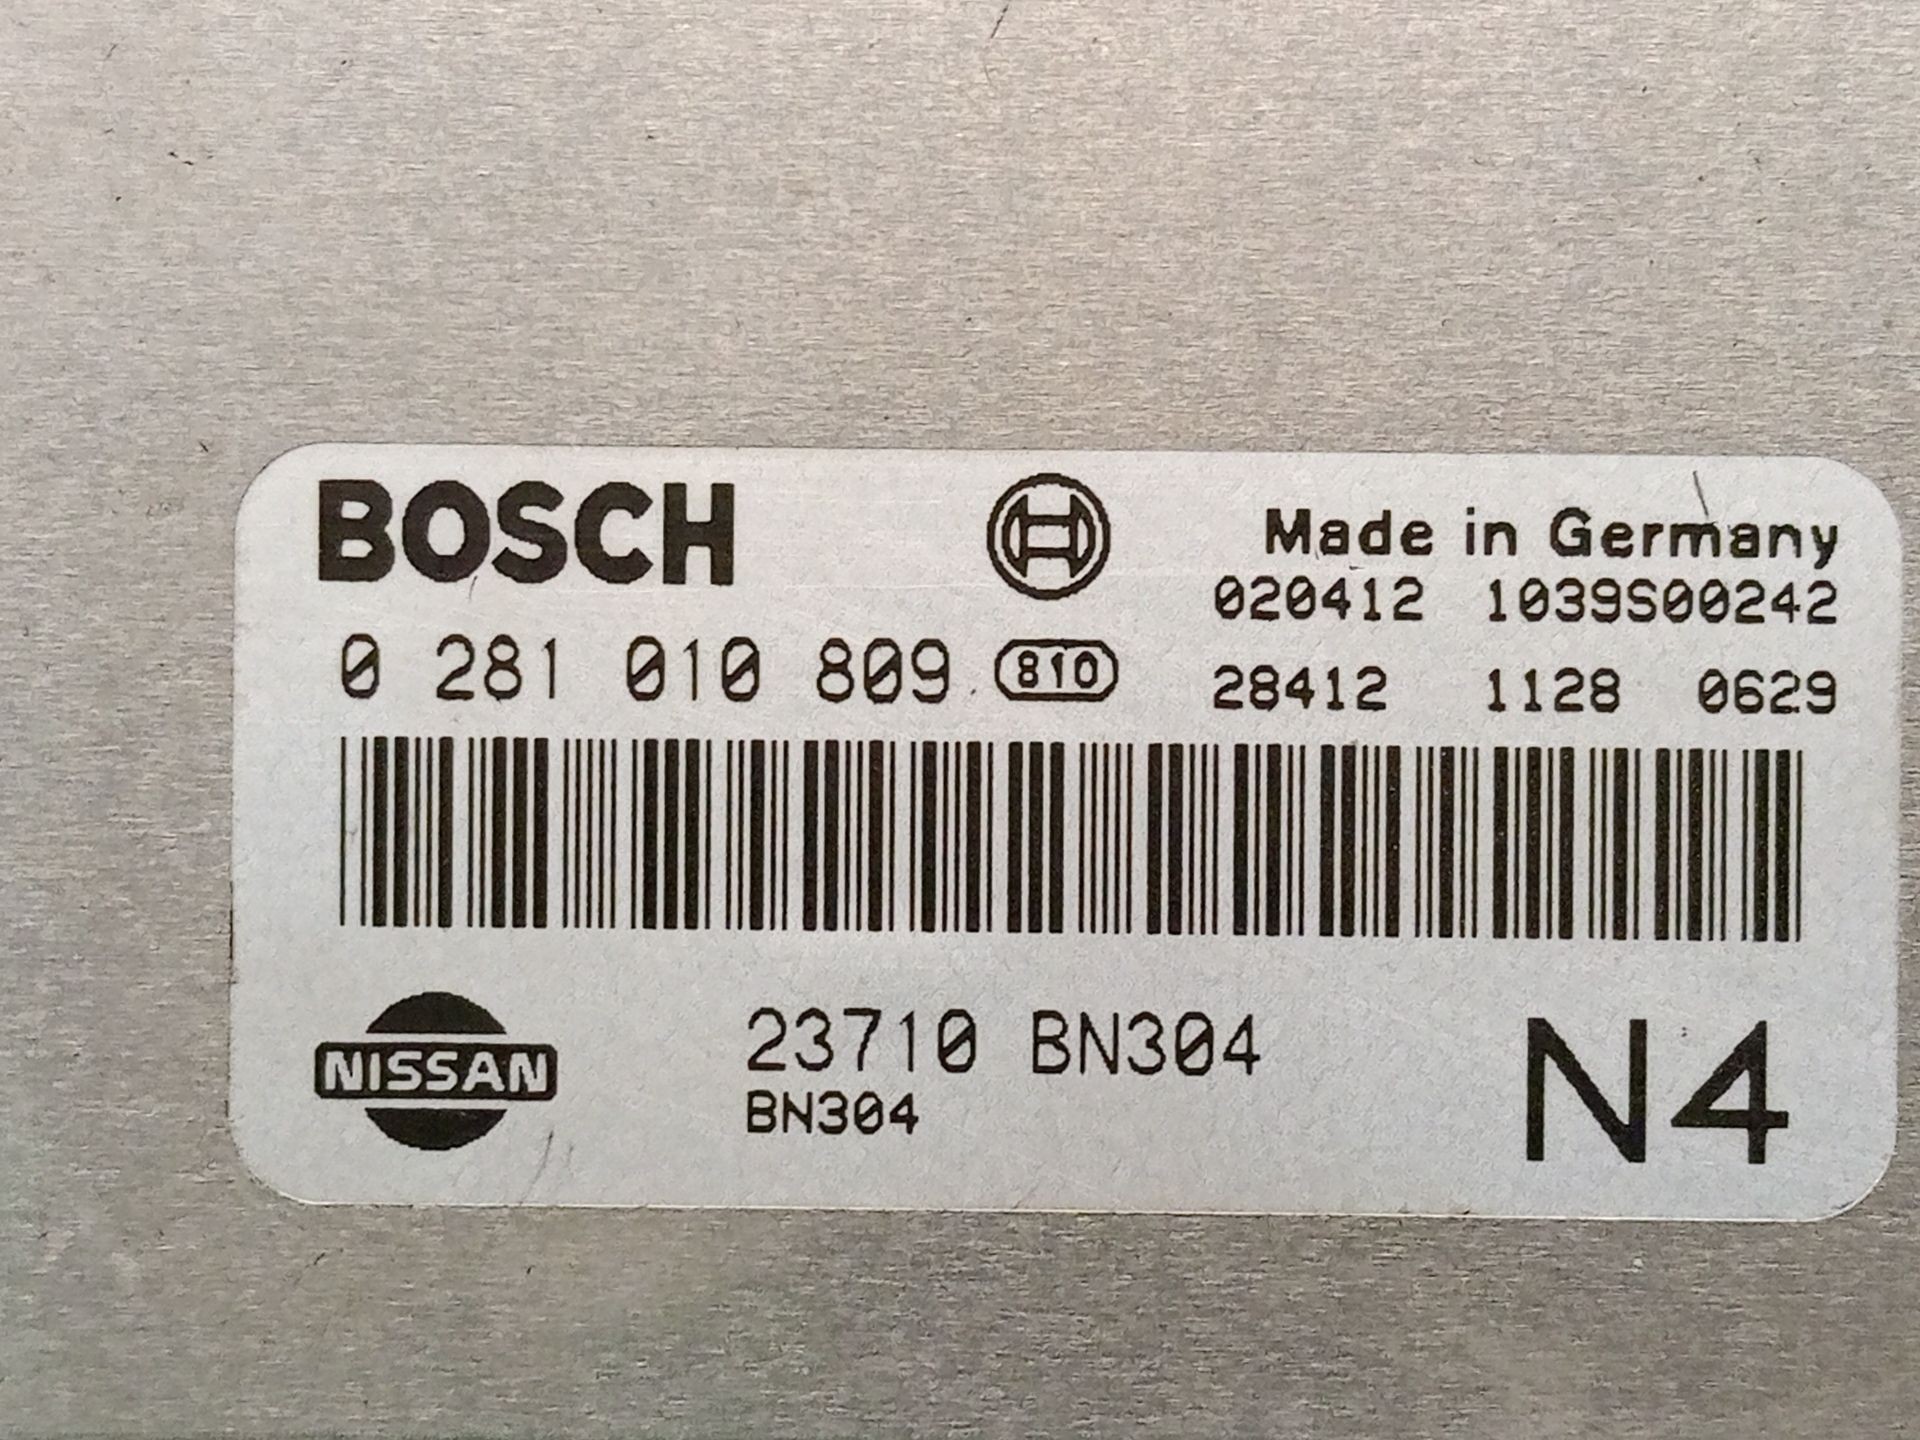 BOSCH
Made in Germany
020412 1039S00242
0 281 010 809 810
28412 1128 0629
NISSAN
23710 BN304
BN304
N4